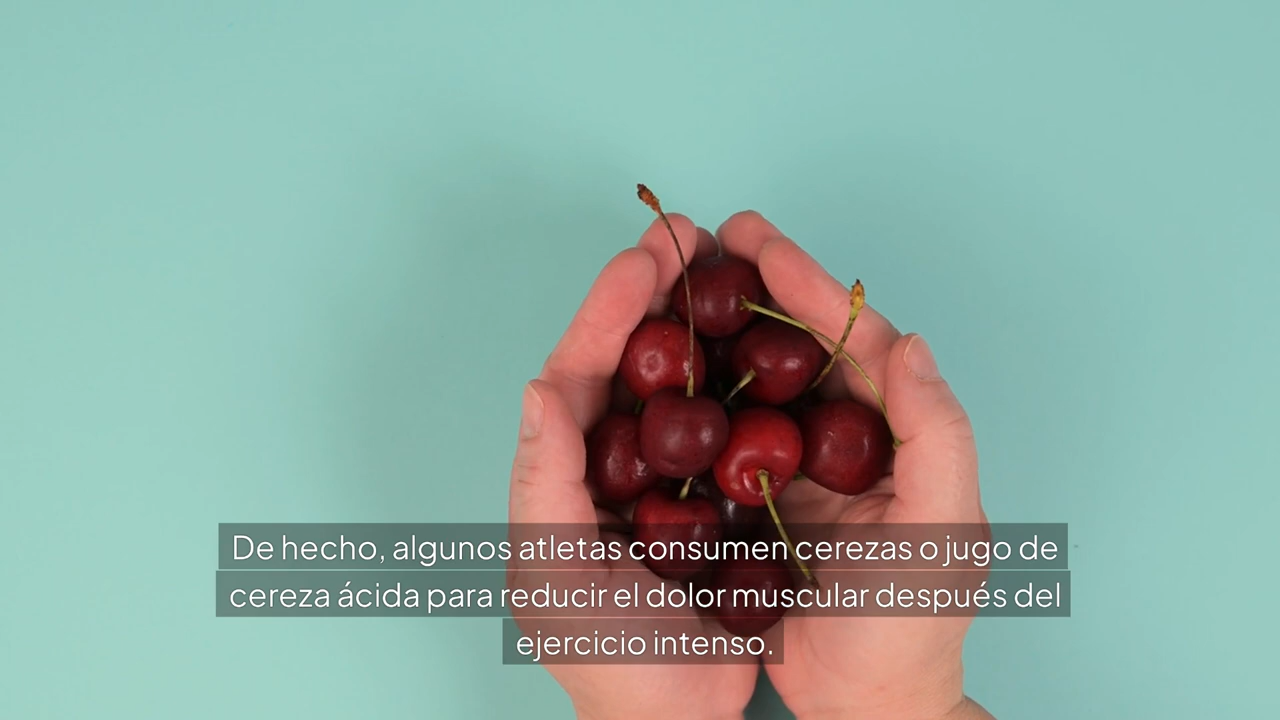 De hecho, algunos atletas consumen cerezas o jugo de
cereza ácida para reducir el dolor muscular después del
ejercicio intenso.